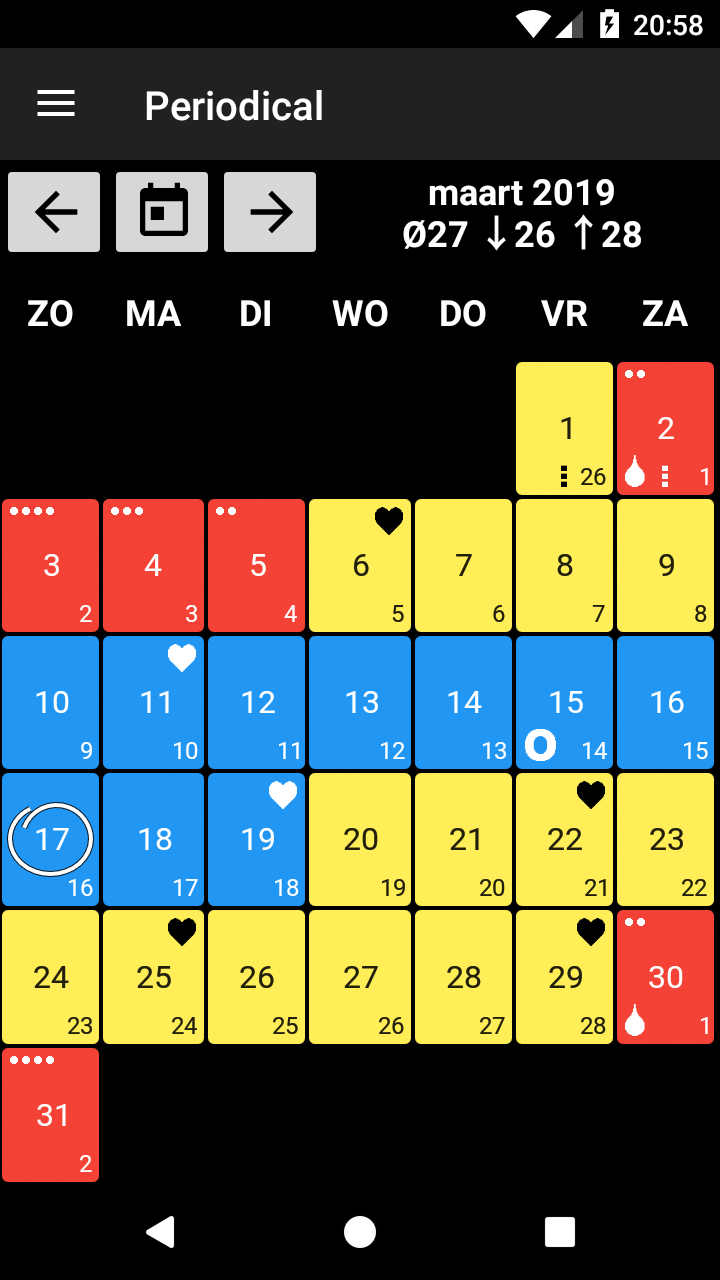 20:58
Periodical
maart 2019
Ø27 ↓26 ↑28
ZO MA DI WO DO VR ZA
1 2
26 1
3 4 5 6 7 8 9
2 3 4 5 6 7 8
10 11 12 13 14 15 16
9 10 11 12 13 O 14 15
17 18 19 20 21 22 23
16 17 18 19 20 21 22
24 25 26 27 28 29 30
23 24 25 26 27 28 1
31
2